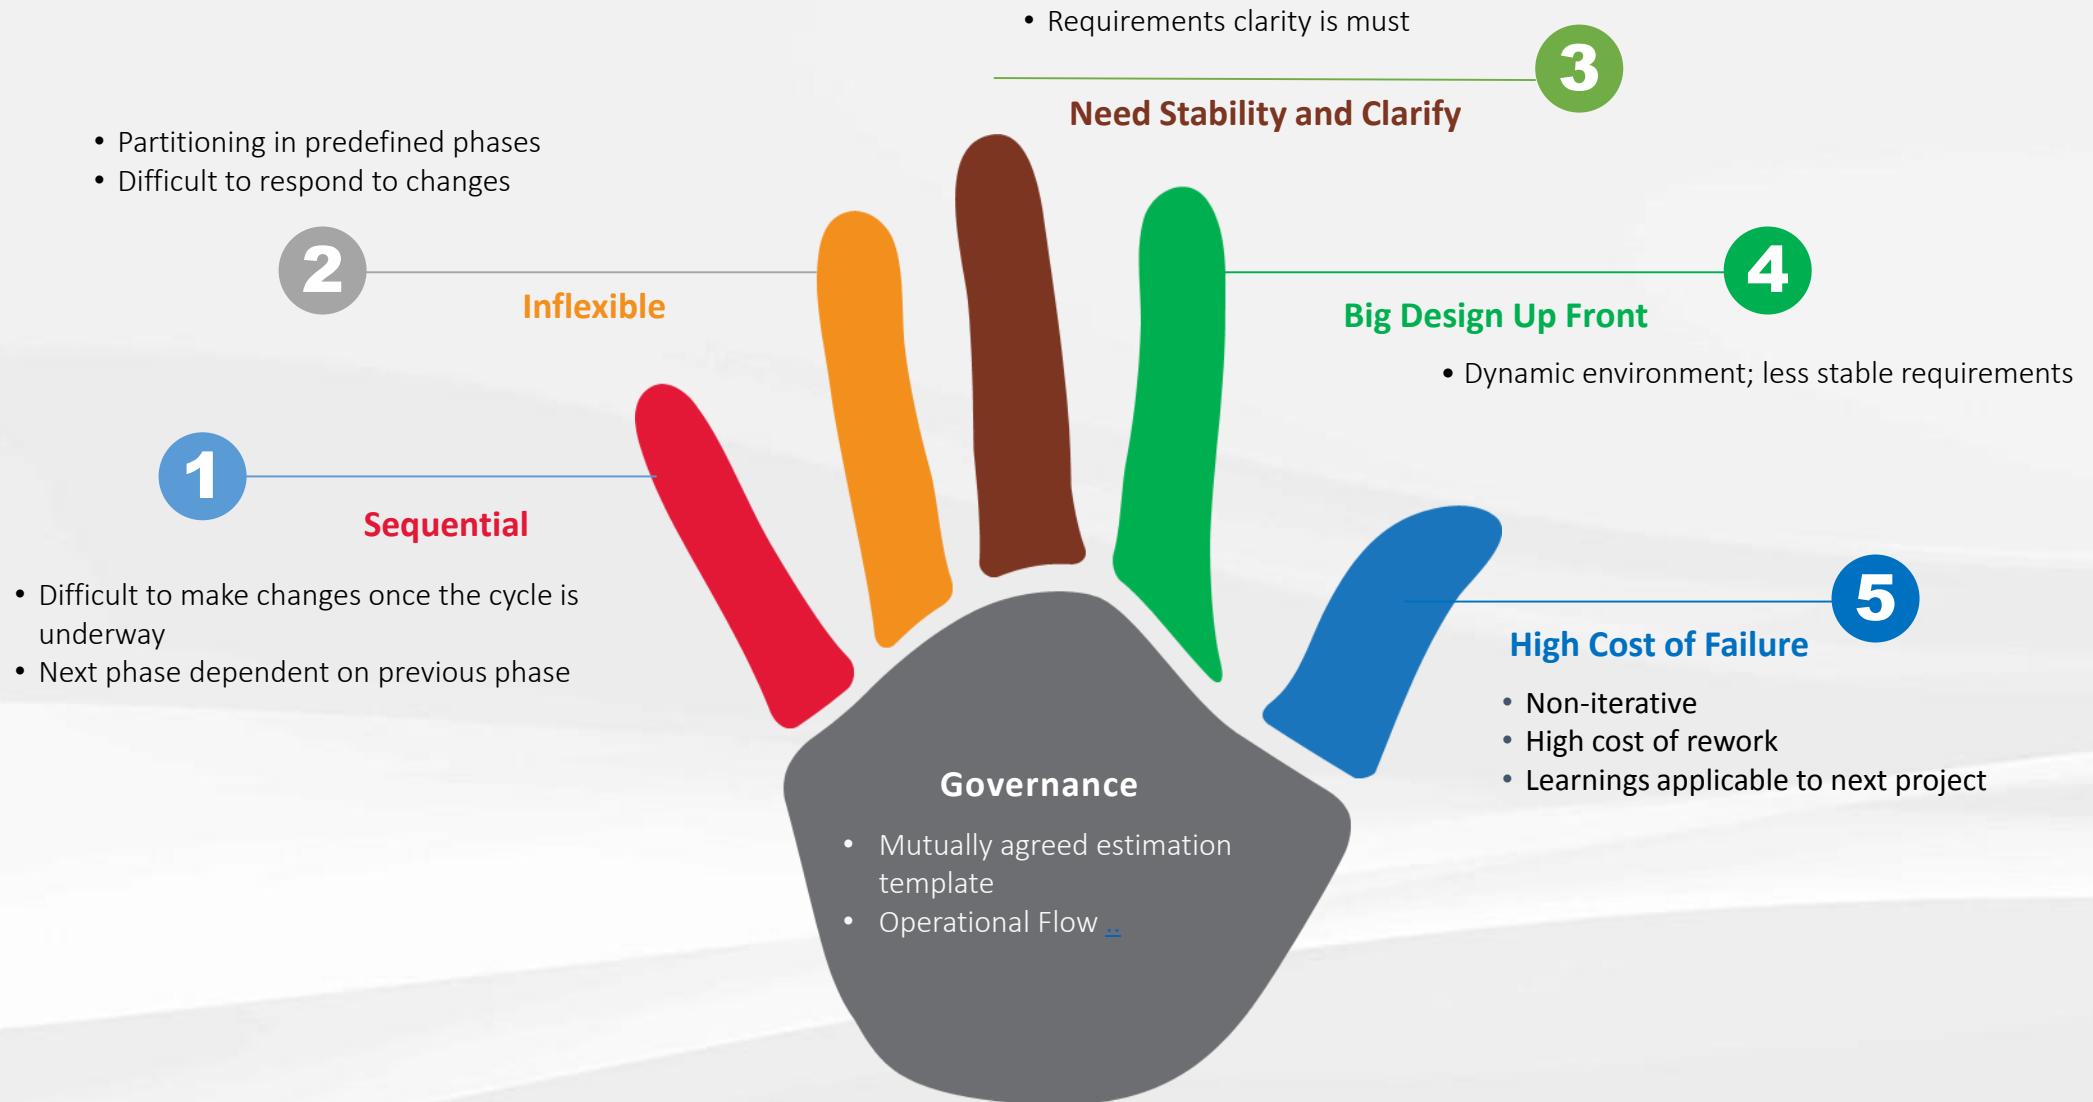 • Requirements clarity is must
3
Need Stability and Clarify
• Partitioning in predefined phases
• Difficult to respond to changes
2
Inflexible
4
Big Design Up Front
• Dynamic environment; less stable requirements
1
Sequential
• Difficult to make changes once the cycle is
underway
• Next phase dependent on previous phase
5
High Cost of Failure
• Non-iterative
• High cost of rework
• Learnings applicable to next project
Governance
• Mutually agreed estimation
template
• Operational Flow ..